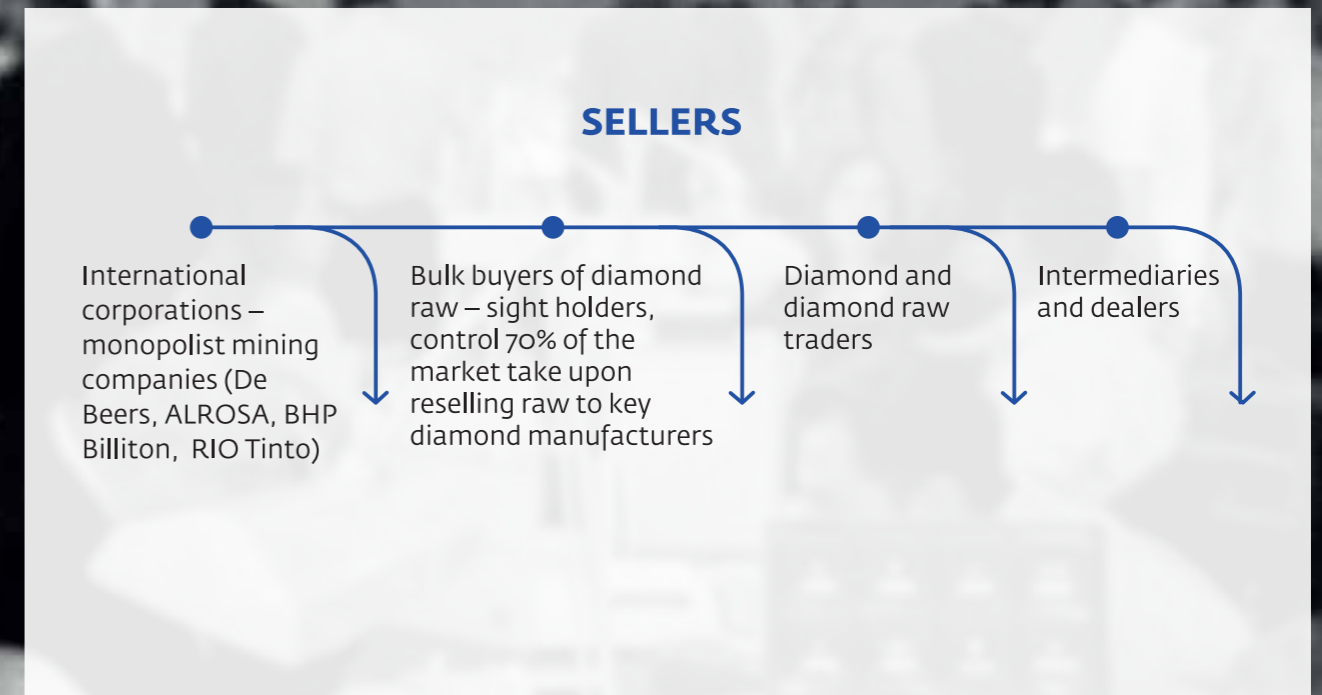 SELLERS
International
corporations –
monopolist mining
companies (De
Beers, ALROSA, BHP
Billiton, RIO Tinto)
Bulk buyers of diamond
raw – sight holders,
control 70% of the
market take upon
reselling raw to key
diamond manufacturers
Diamond and
diamond raw
traders
Intermediaries
and dealers